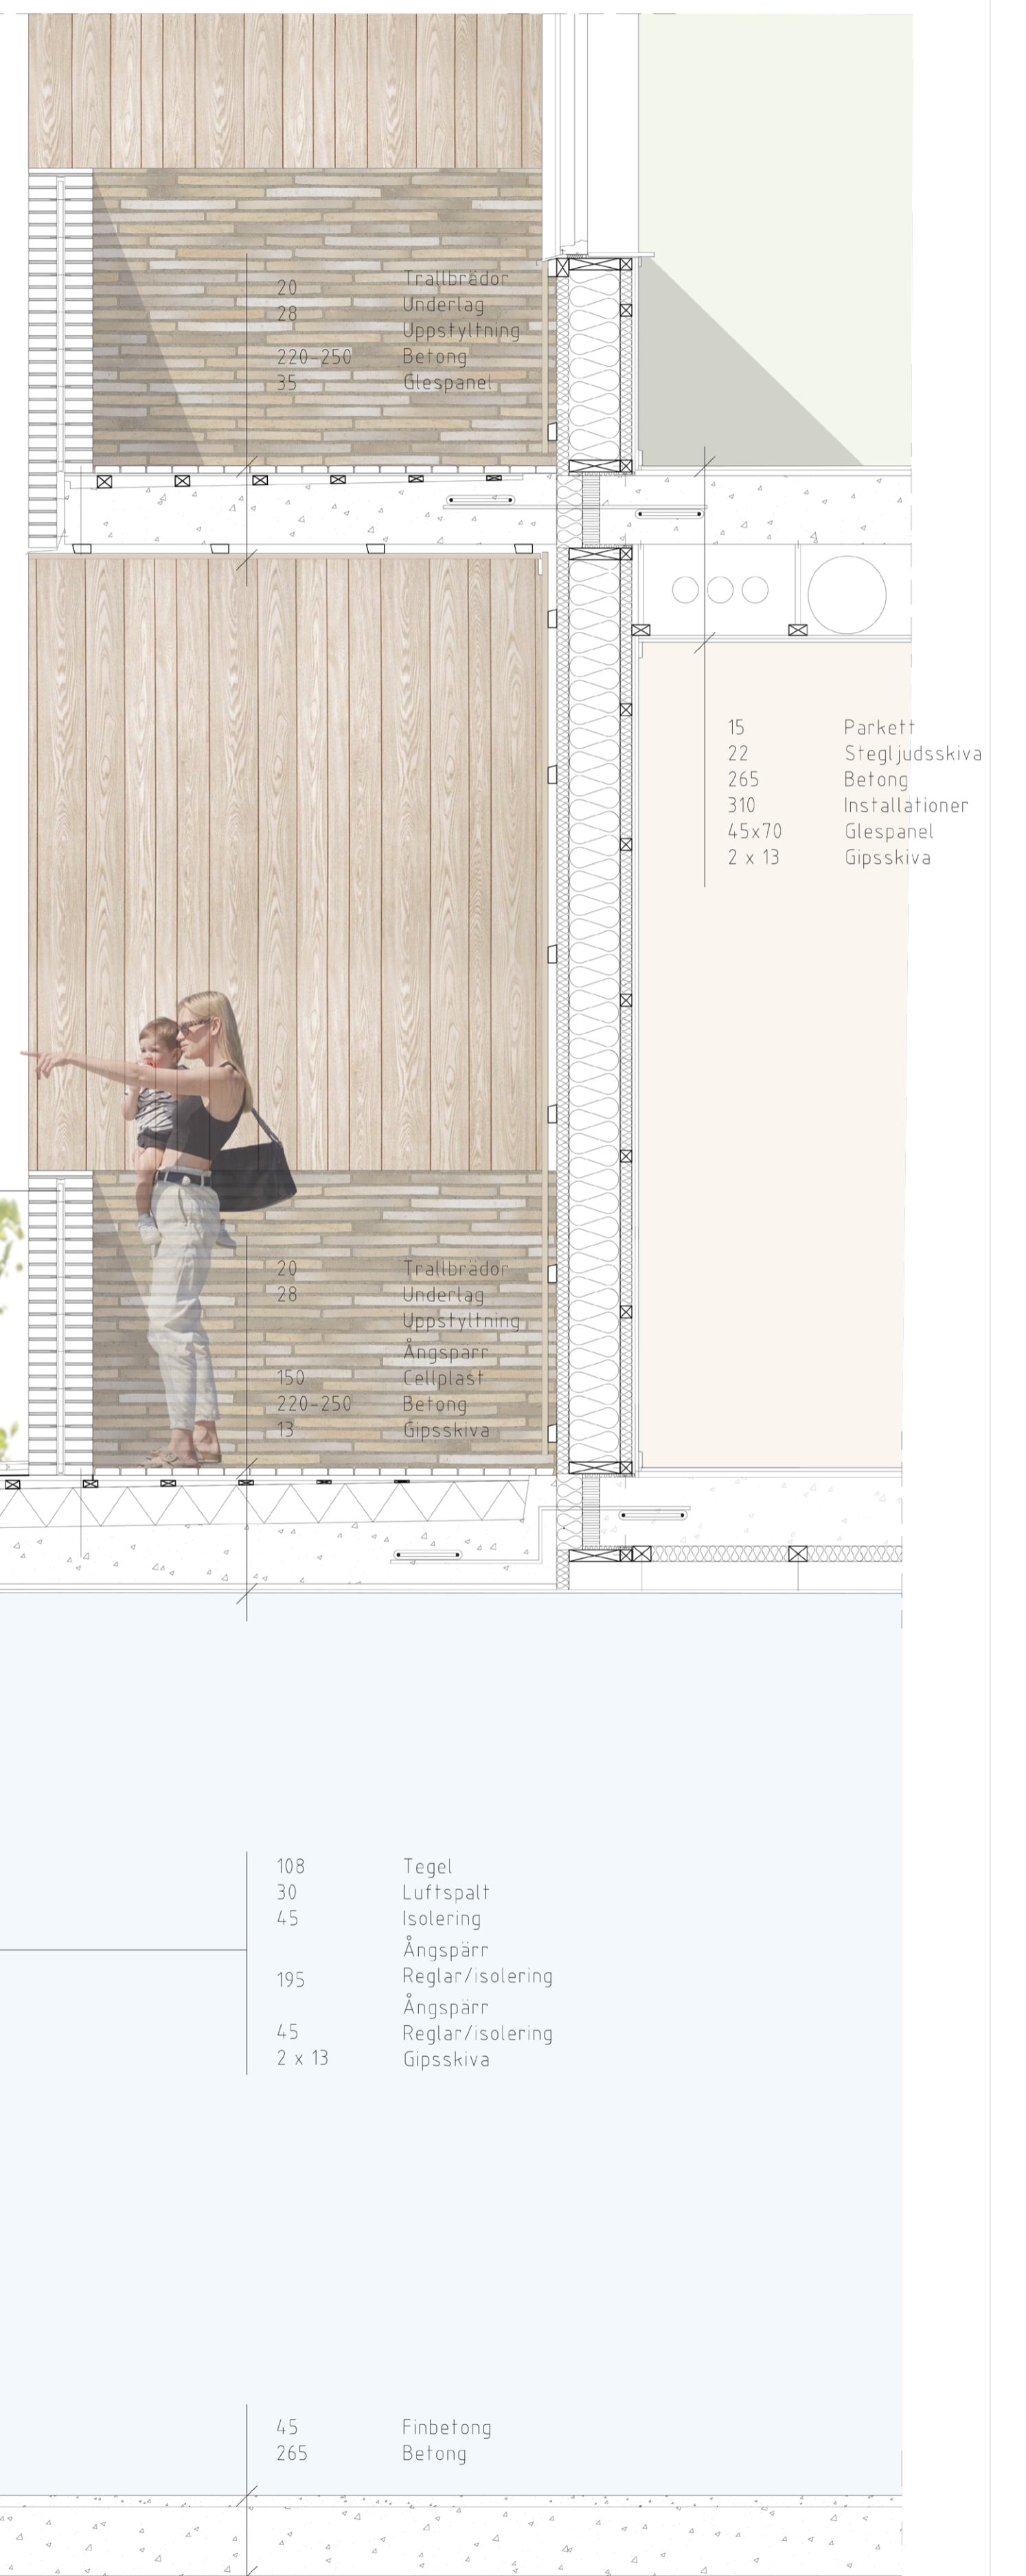 20 Trallbrädor
28 Underlag
Uppstyltning
220-250 Betong
35 Glespanel
15 Parkett
22 Stegljudsskiva
265 Betong
310 Installationer
45x70 Glespanel
2 x 13 Gipsskiva
20 Trallbrädor
28 Underlag
Uppstyltning
Ångspärr
150 Cellplast
220-250 Betong
13 Gipsskiva
108 Tegel
30 Luftspalt
45 Isolering
Ångspärr
195 Reglar/isolering
Ångspärr
45 Reglar/isolering
2 x 13 Gipsskiva
45 Finbetong
265 Betong